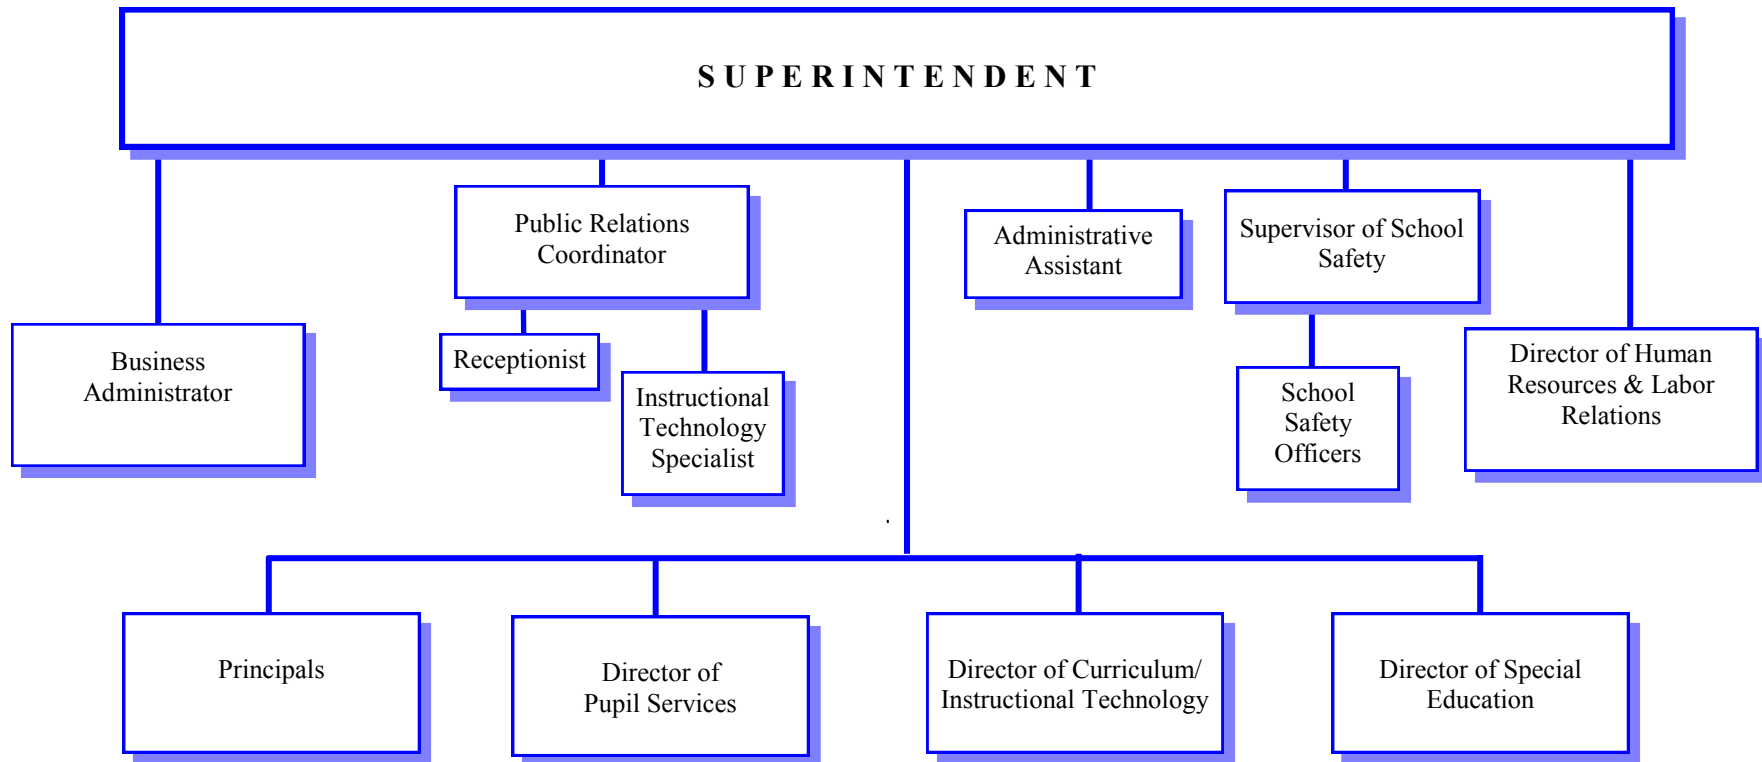 S U P E R I N T E N D E N T
Public Relations
Coordinator
Administrative
Assistant
Supervisor of School
Safety
Business
Administrator
Receptionist
Instructional
Technology
Specialist
School
Safety
Officers
Director of Human
Resources & Labor
Relations
.
Principals
Director of
Pupil Services
Director of Curriculum/
Instructional Technology
Director of Special
Education